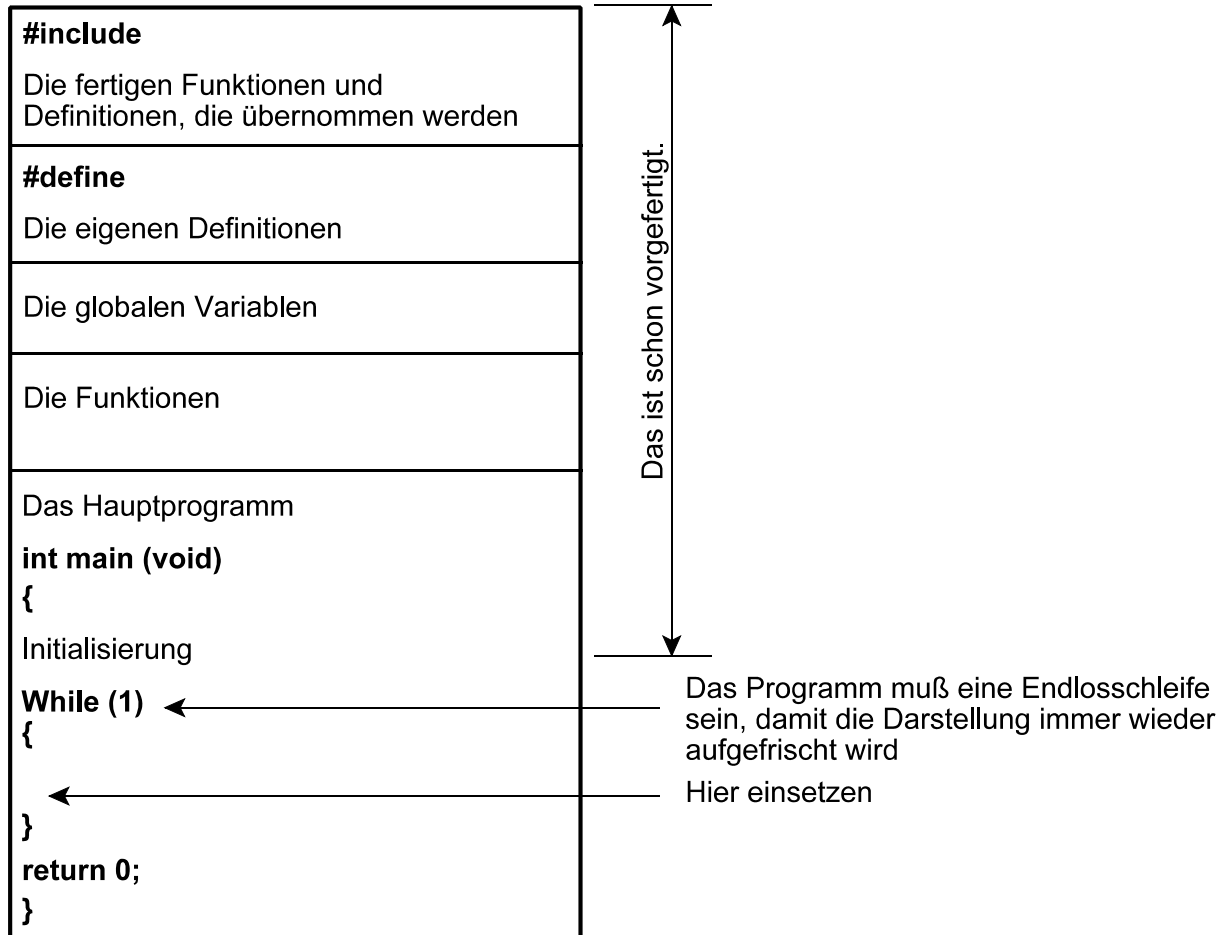 #include
Die fertigen Funktionen und
Definitionen, die übernommen werden
#define
Die eigenen Definitionen
Die globalen Variablen
Die Funktionen
Das Hauptprogramm
int main (void)
{
Initialisierung
While (1)
{
}
return 0;
}
Das ist schon vorgefertigt.
Das Programm muß eine Endlosschleife
sein, damit die Darstellung immer wieder
aufgefrischt wird
Hier einsetzen